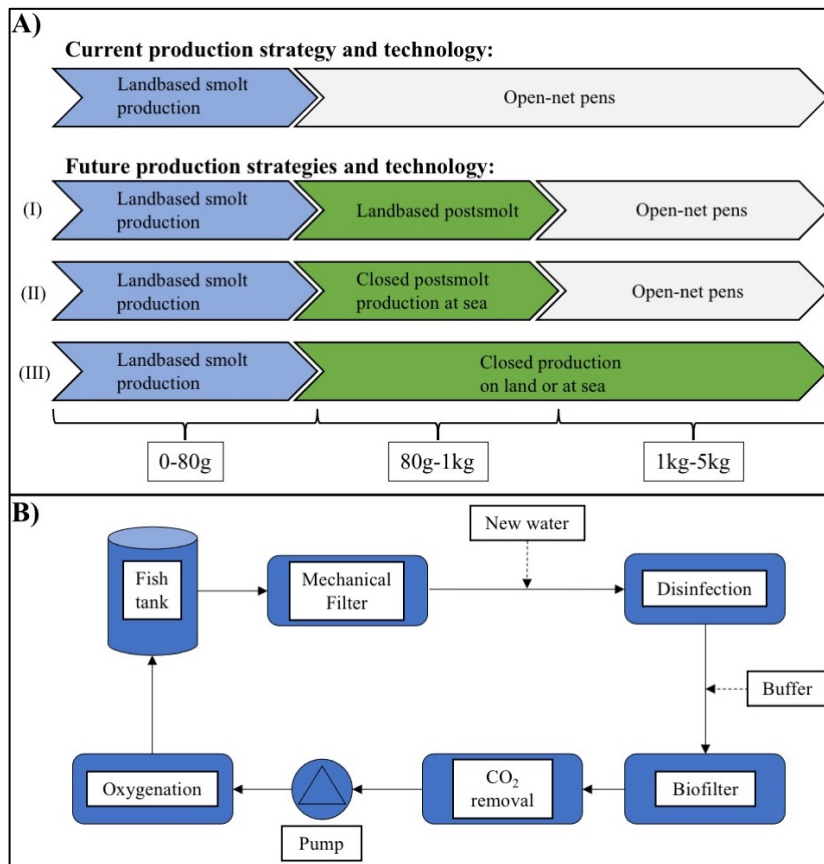 A)
Current production strategy and technology:
Landbased smolt
production
Open-net pens
Future production strategies and technology:
(I)
Landbased smolt
production
Landbased postsmolt
Open-net pens
(II)
Landbased smolt
production
Closed postsmolt
production at sea
Open-net pens
(III)
Landbased smolt
production
Closed production
on land or at sea
0-80g
80g-1kg
1kg-5kg
B)
New water
Fish
tank
Mechanical
Filter
Disinfection
Buffer
Oxygenation
Pump
CO₂
removal
Biofilter